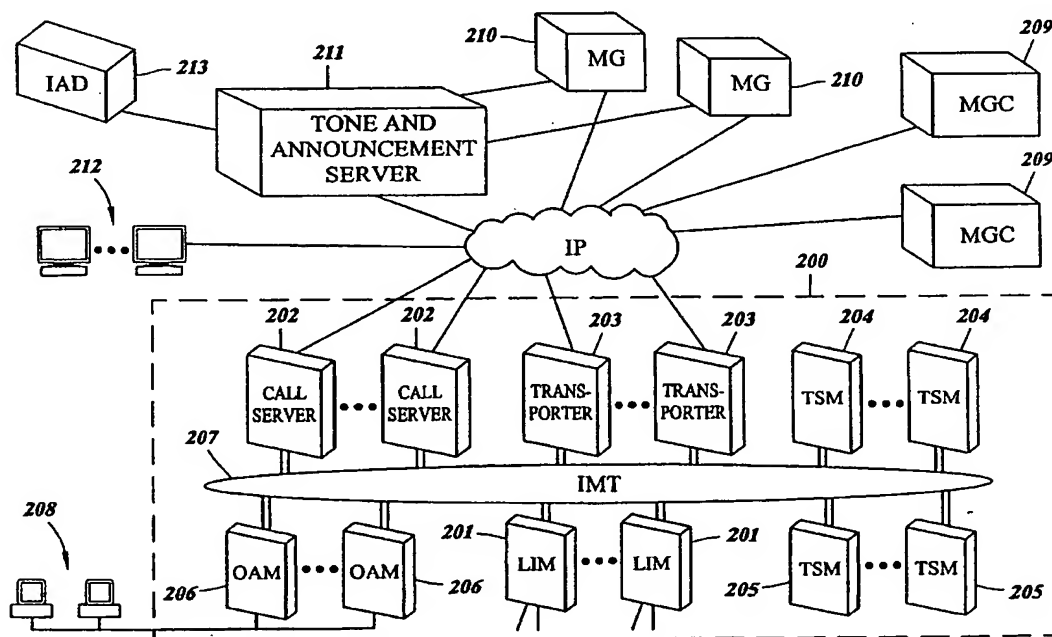 209
210
211
213
IAD
MG
MG
210
MGC
TONE AND
ANNOUNCEMENT
SERVER
209
212
MGC
IP
200
202
202
203
203
204
204
CALL
SERVER
CALL
SERVER
TRANS-
PORTER
TRANS-
PORTER
TSM
TSM
207
IMT
208
201
201
OAM
OAM
LIM
LIM
TSM
TSM
206
206
205
205